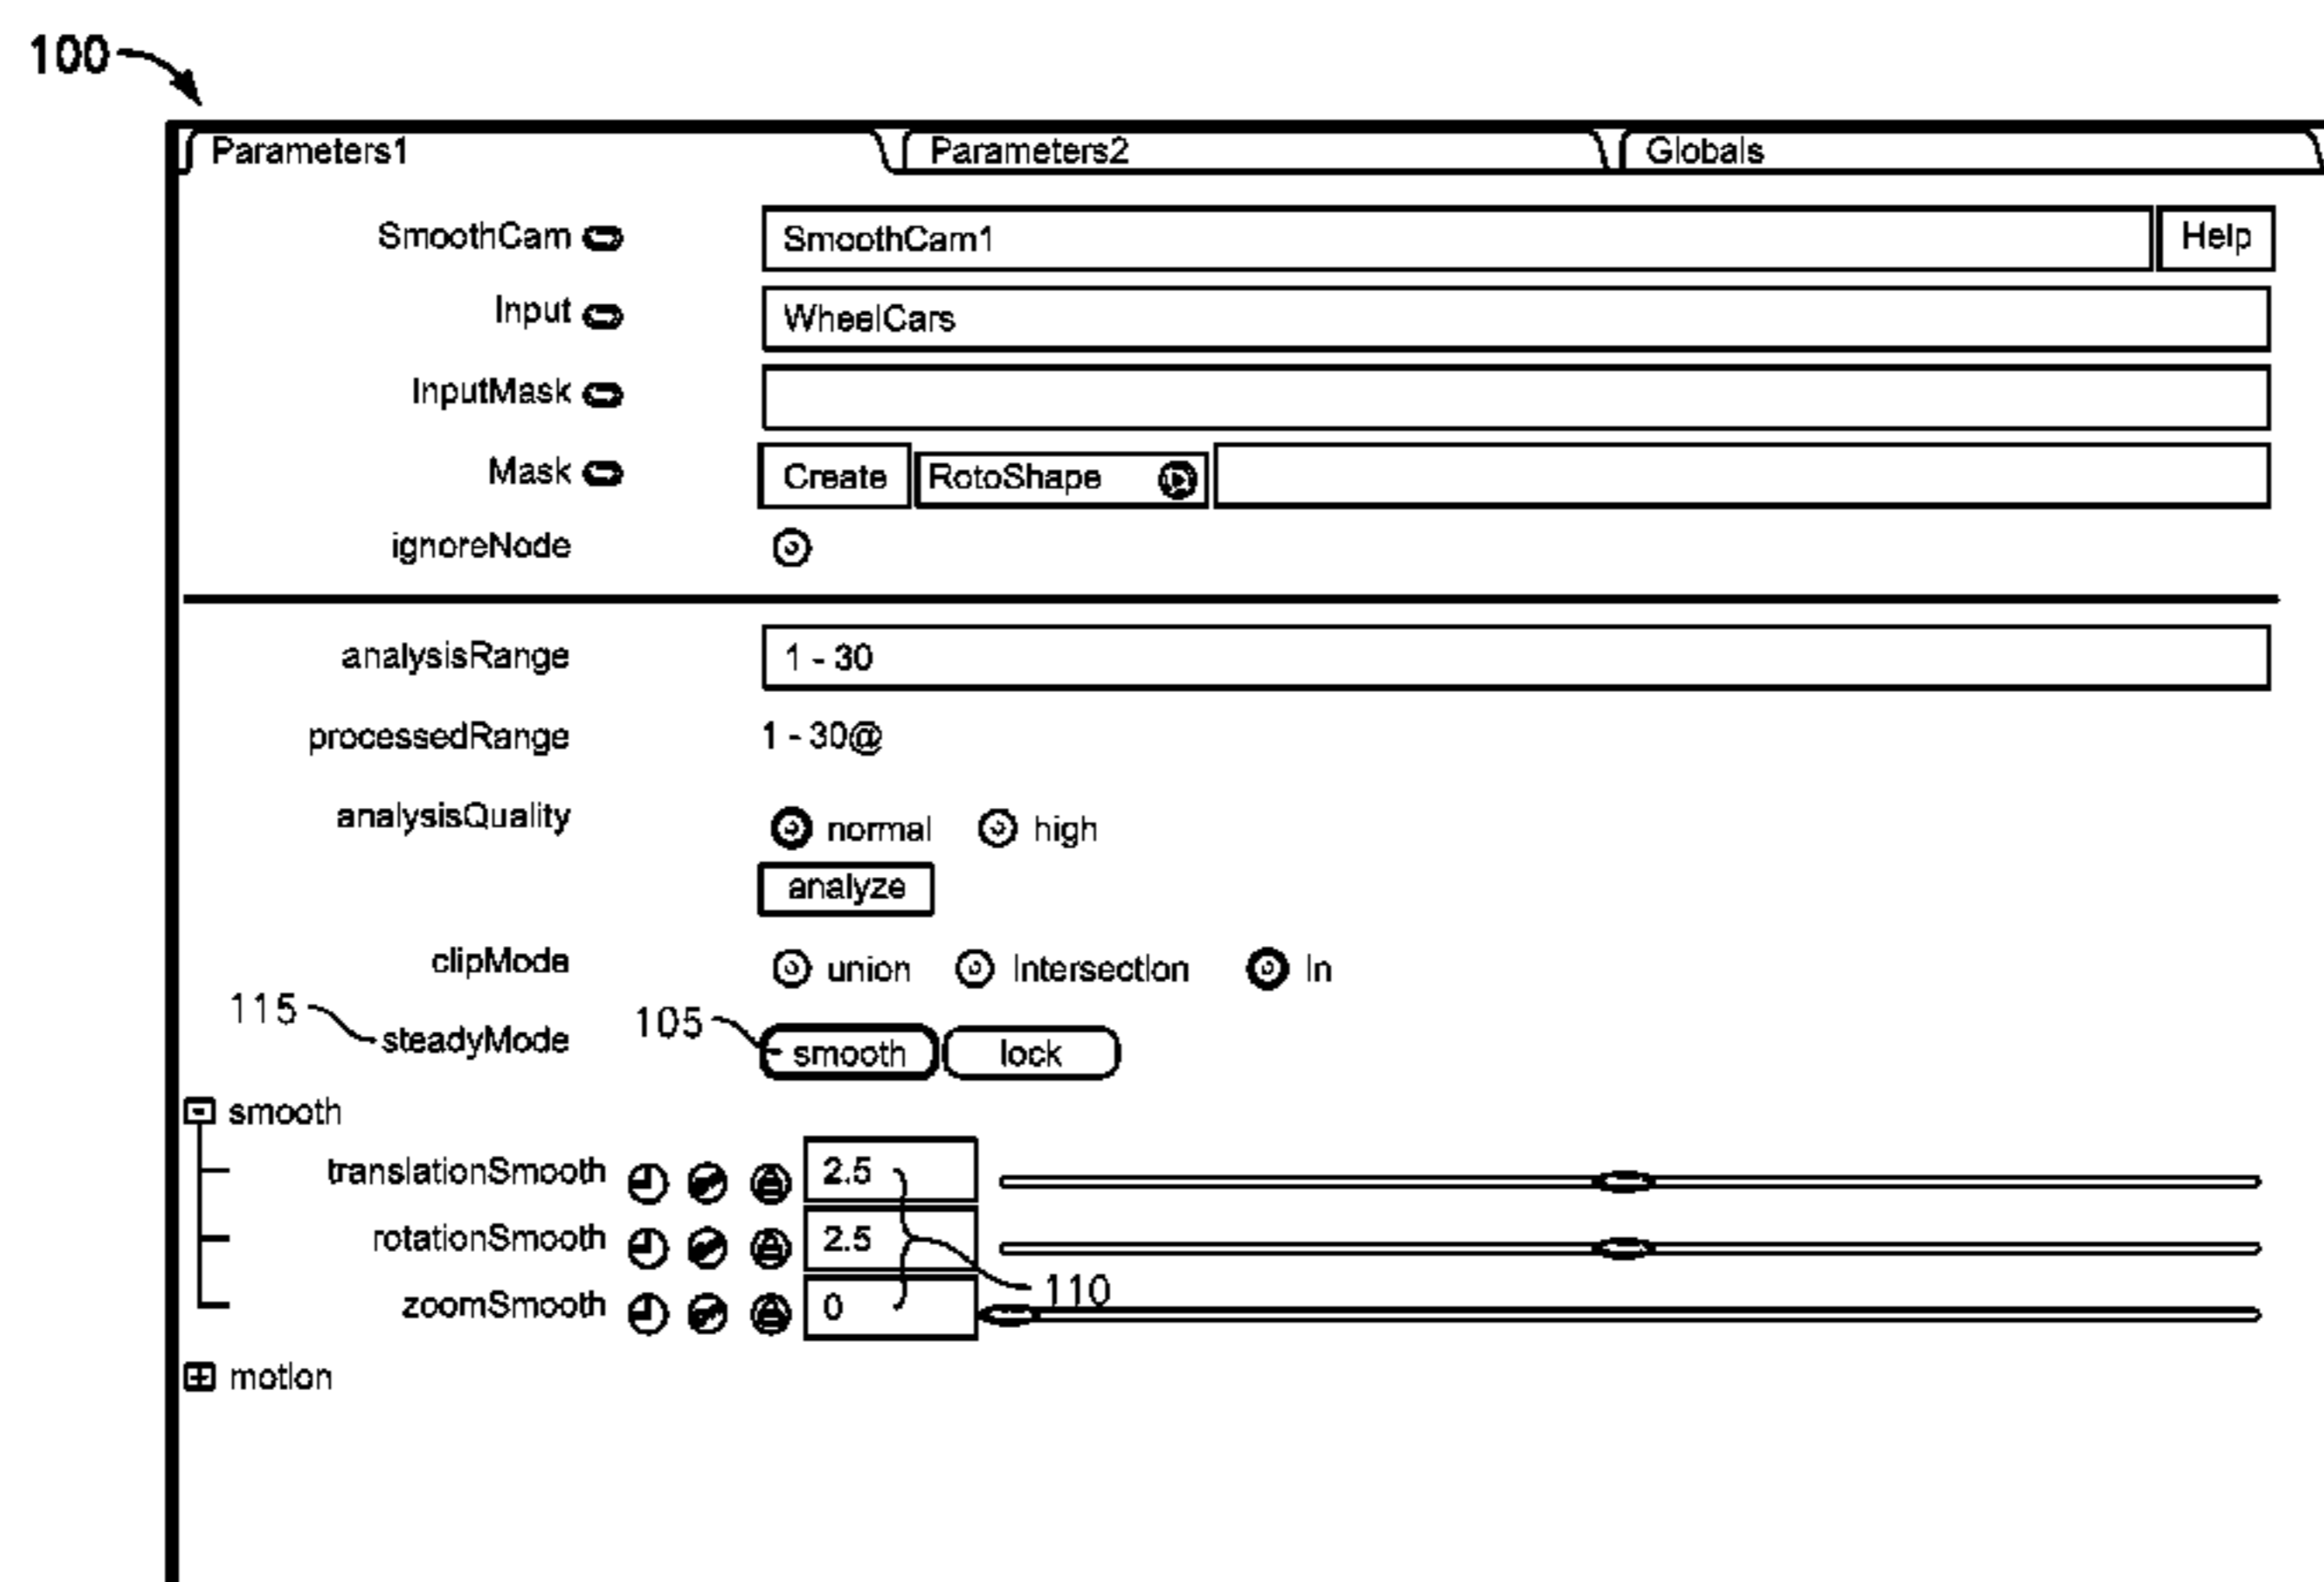 100
Parameters1 Parameters2 Globals
SmoothCam SmoothCam1 Help
Input WheelCars
InputMask
Mask Create RotoShape
ignoreNode
analysisRange 1 - 30
processedRange 1 - 30@
analysisQuality normal high
analyze
clipMode union Intersection In
115 steadyMode 105 smooth lock
smooth
translationSmooth 2.5
rotationSmooth 2.5
zoomSmooth 0 110
motion